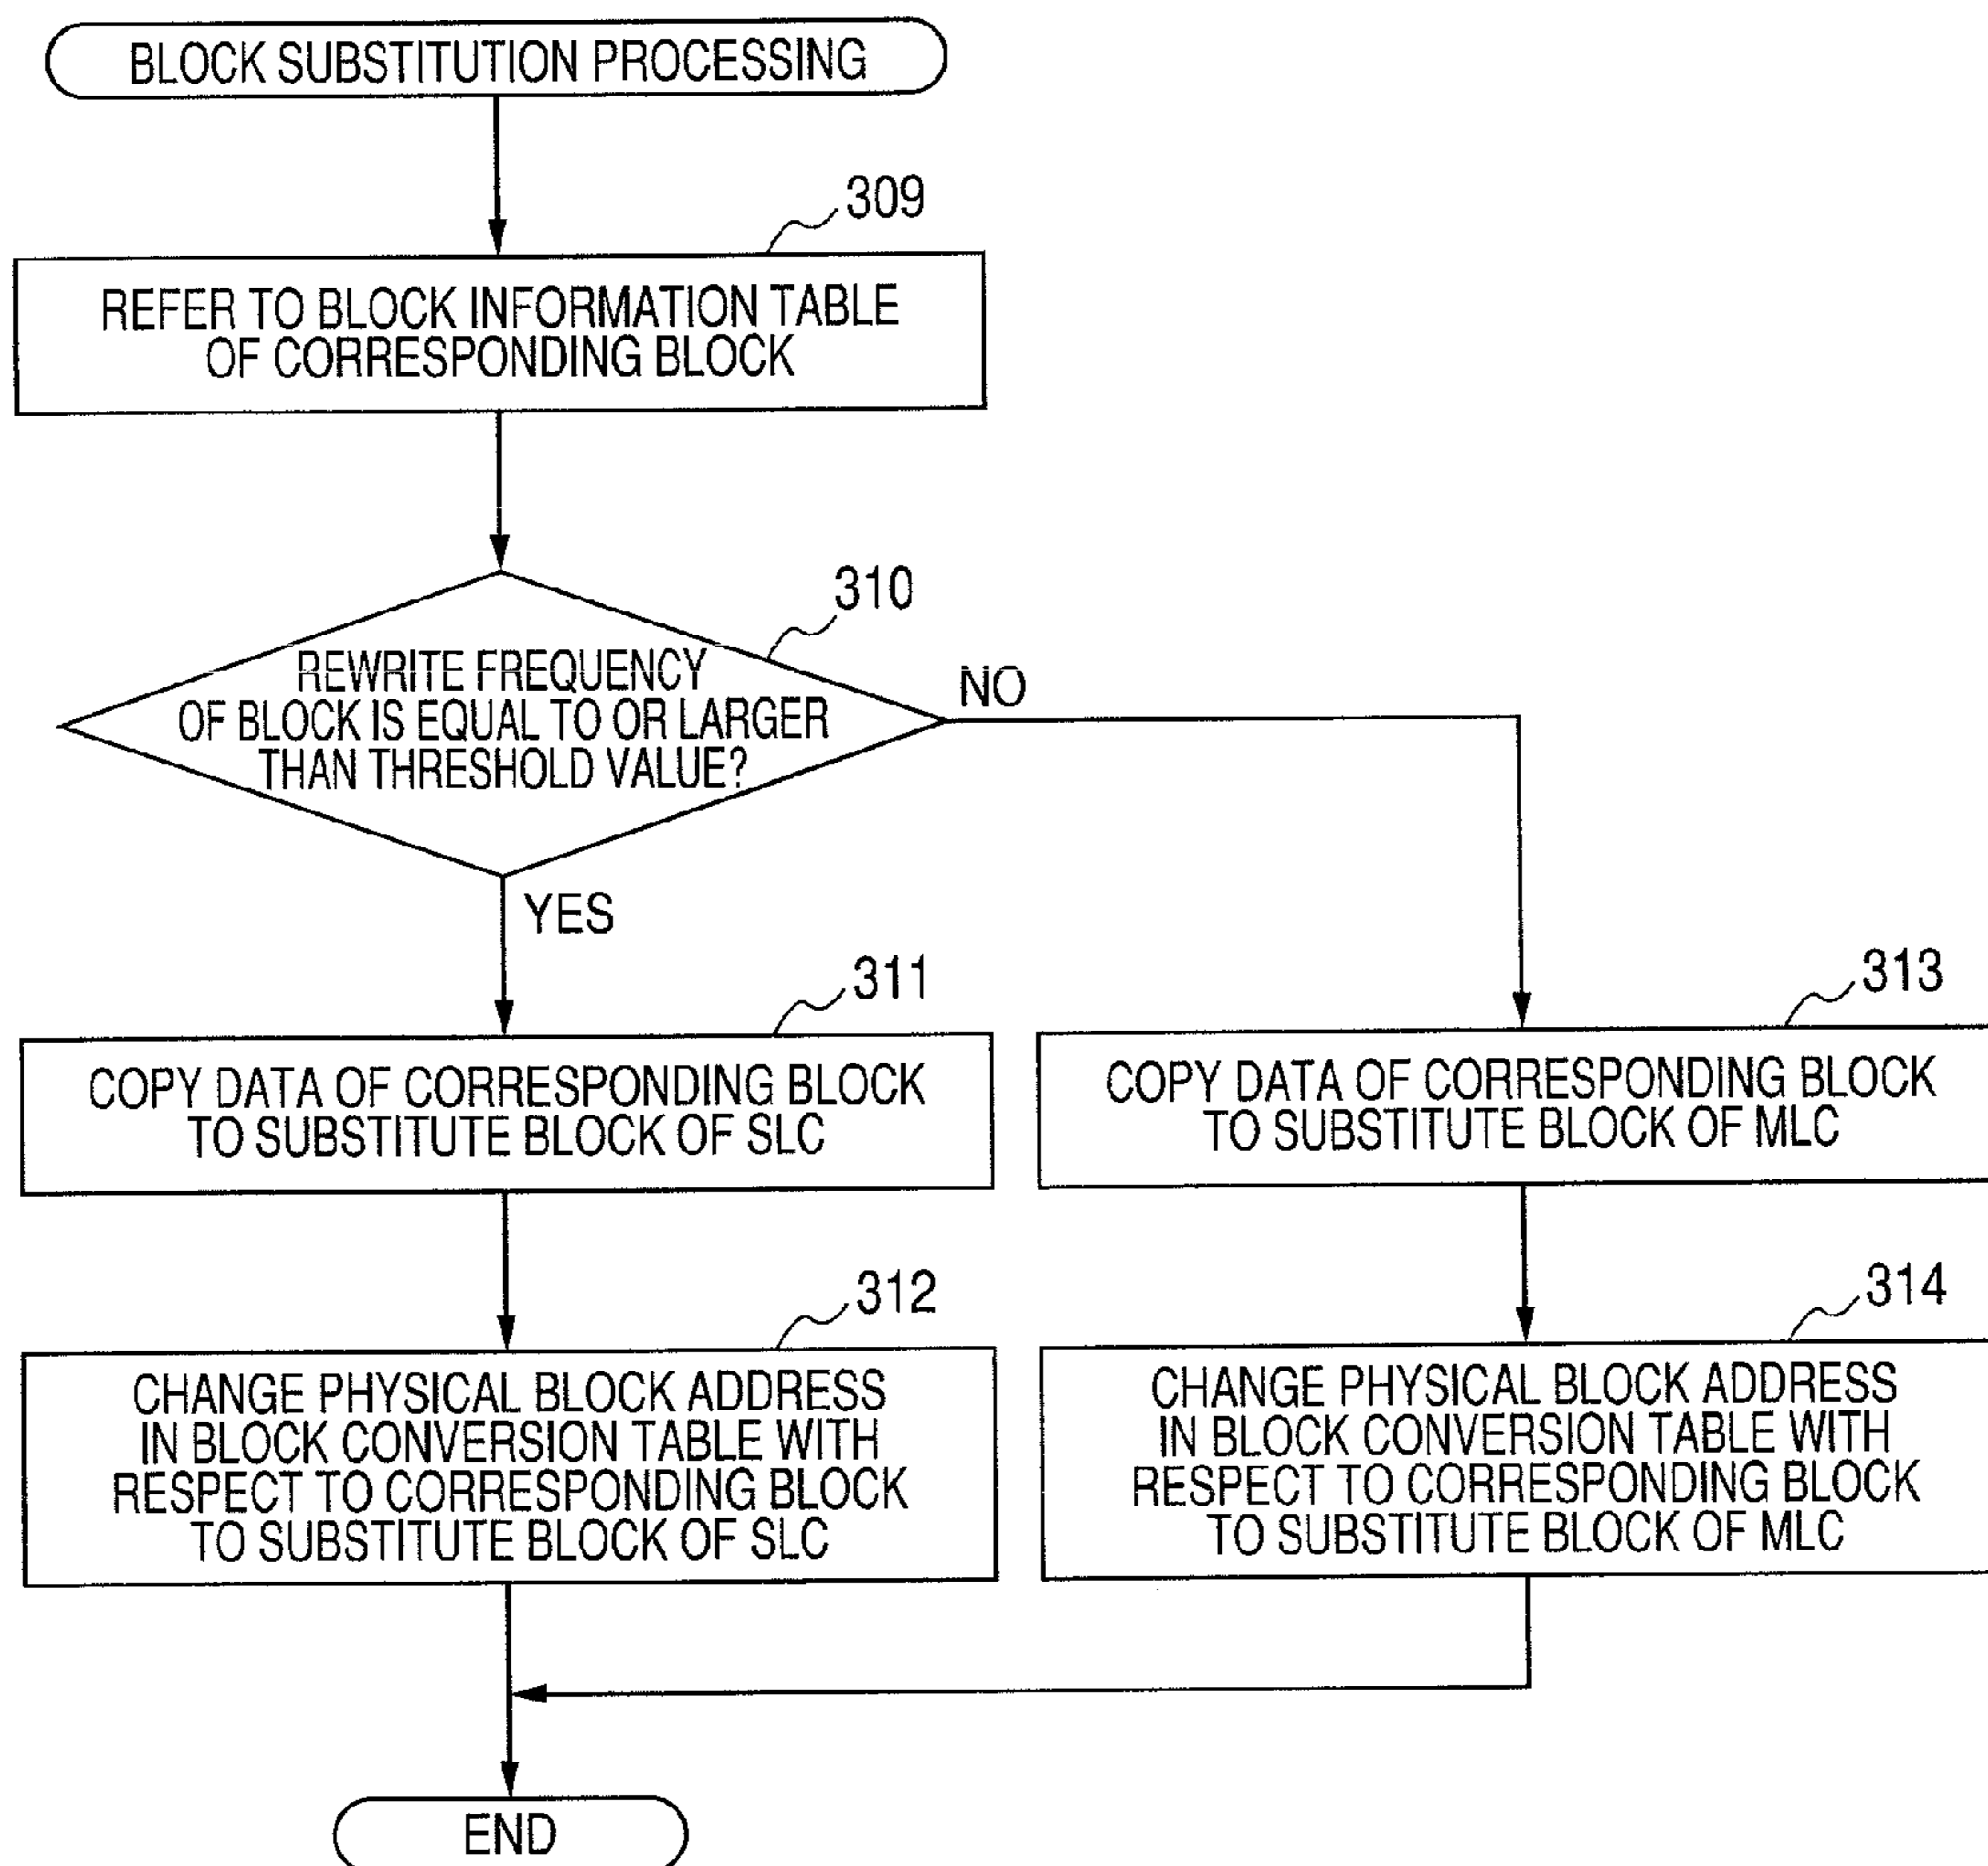 BLOCK SUBSTITUTION PROCESSING
309
REFER TO BLOCK INFORMATION TABLE
OF CORRESPONDING BLOCK
310
REWRITE FREQUENCY
OF BLOCK IS EQUAL TO OR LARGER
THAN THRESHOLD VALUE?
NO
YES
311
COPY DATA OF CORRESPONDING BLOCK
TO SUBSTITUTE BLOCK OF SLC
312
CHANGE PHYSICAL BLOCK ADDRESS
IN BLOCK CONVERSION TABLE WITH
RESPECT TO CORRESPONDING BLOCK
TO SUBSTITUTE BLOCK OF SLC
313
COPY DATA OF CORRESPONDING BLOCK
TO SUBSTITUTE BLOCK OF MLC
314
CHANGE PHYSICAL BLOCK ADDRESS
IN BLOCK CONVERSION TABLE WITH
RESPECT TO CORRESPONDING BLOCK
TO SUBSTITUTE BLOCK OF MLC
END